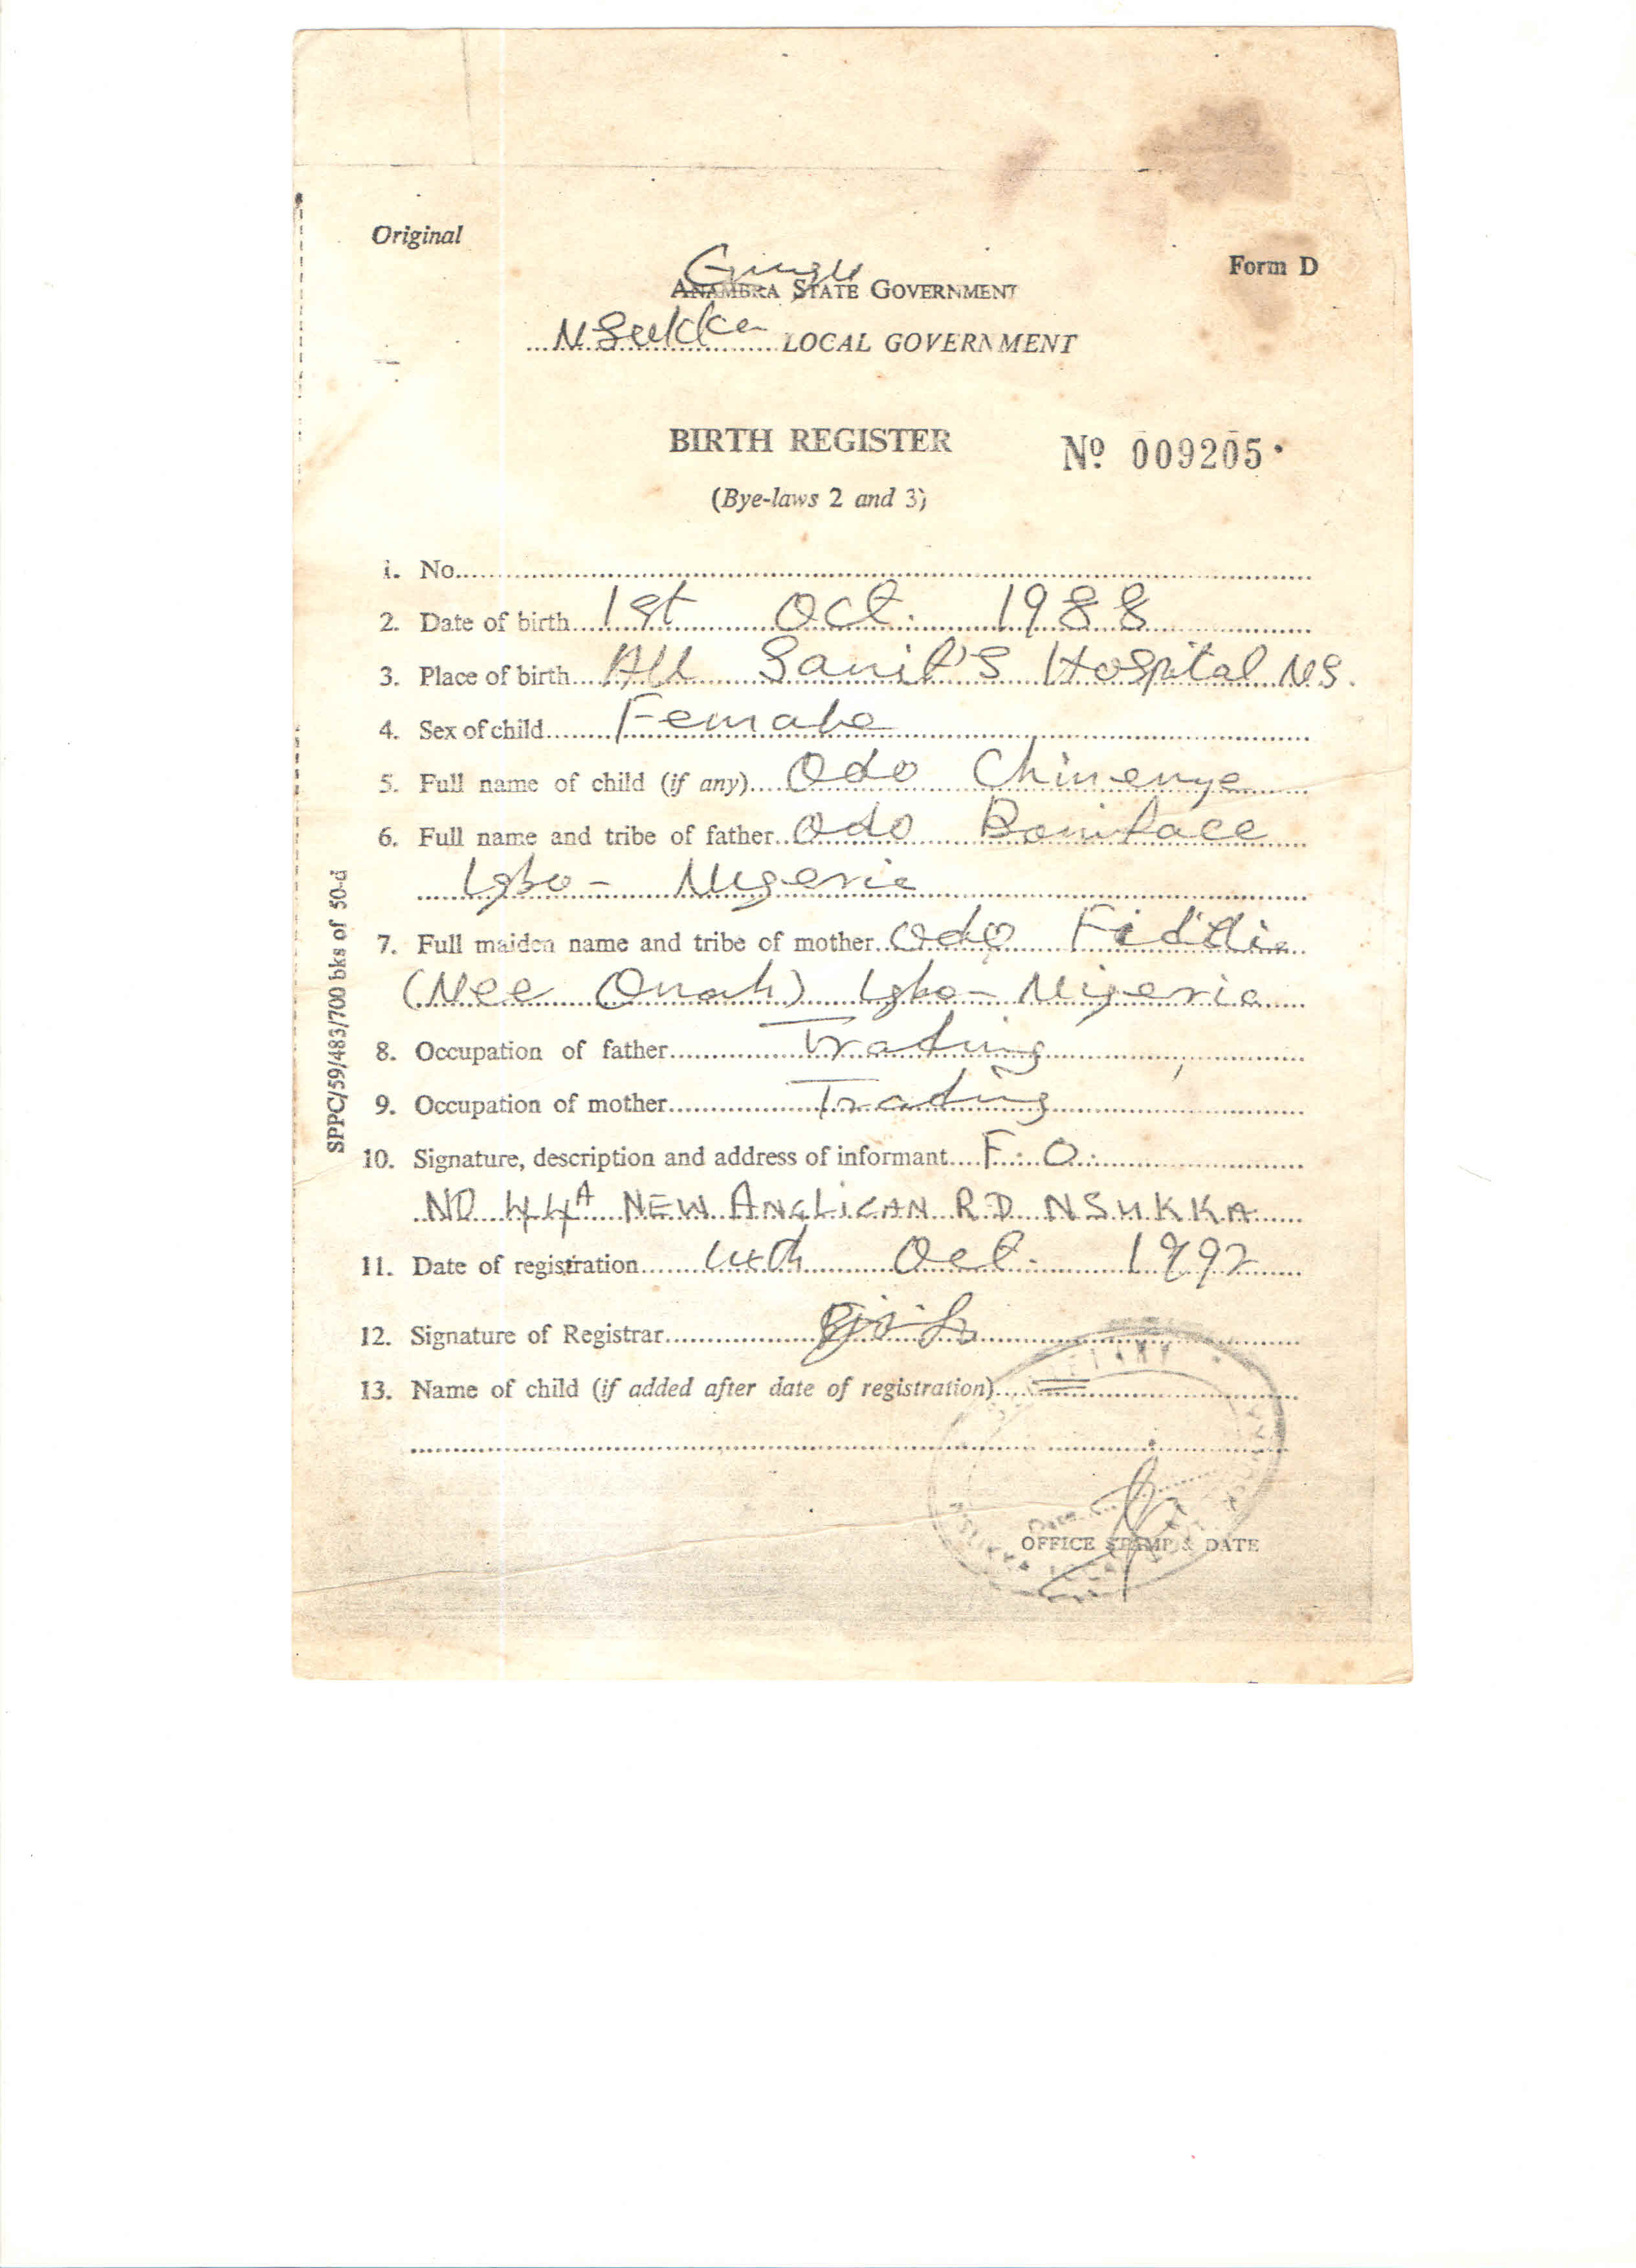 Original
Form D
Enugu
ANAMBRA STATE GOVERNMENT
Nsukka LOCAL GOVERNMENT
BIRTH REGISTER
Nº 009205
(Bye-laws 2 and 3)
1. No.
2. Date of birth 1st Oct. 1988
3. Place of birth All Sanit's Hospital NS.
4. Sex of child Female
5. Full name of child (if any) Odo Chinenye
6. Full name and tribe of father Odo Boniface
Igbo - Nigeria
7. Full maiden name and tribe of mother Odo
(Nee Onah) Igbo - Nigeria
8. Occupation of father Trading
9. Occupation of mother Trading
10. Signature, description and address of informant F. O.
NO 44A NEW ANGLICAN RD NSUKKA
11. Date of registration Oct. 1992
12. Signature of Registrar
13. Name of child (if added after date of registration)
OFFICE STAMP & DATE
SPPC/59/483/700 bks of 50-d